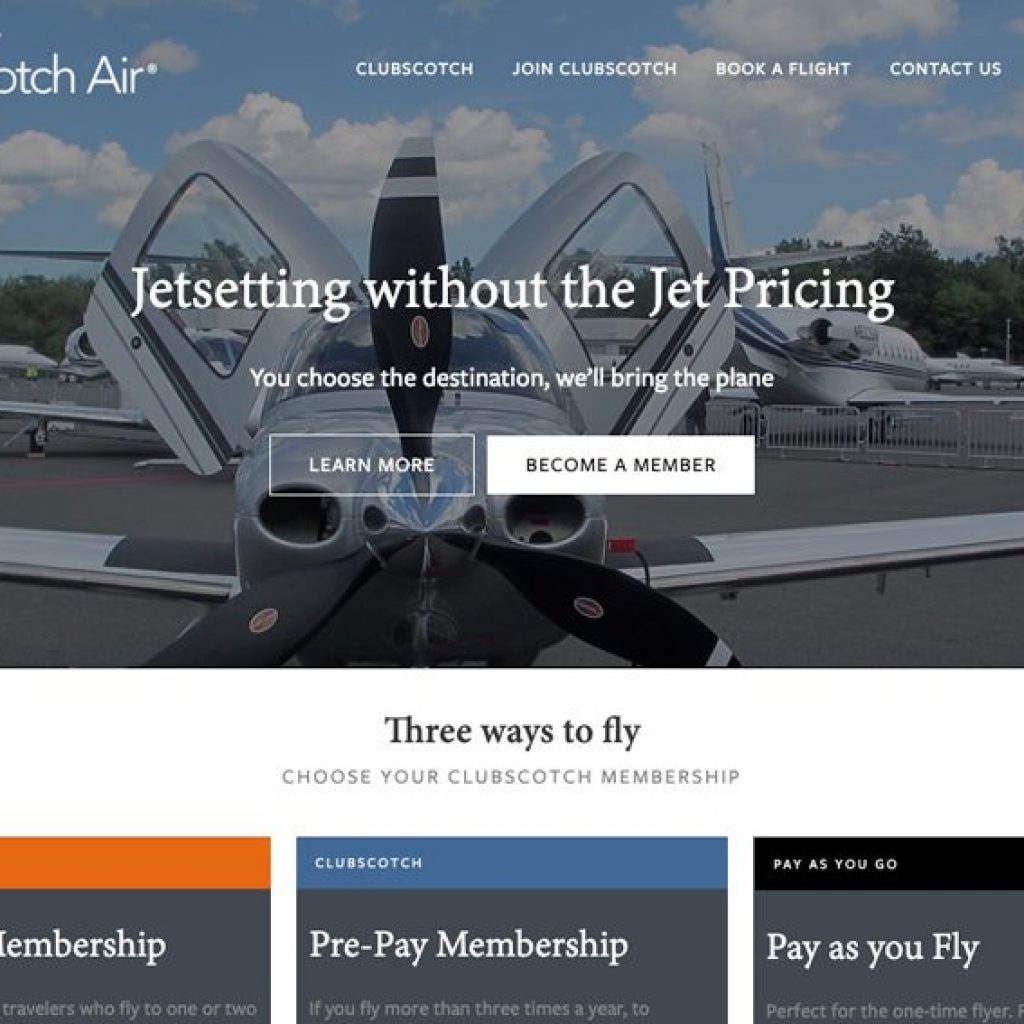 otch Air®
CLUBSCOTCH JOIN CLUBSCOTCH BOOK A FLIGHT CONTACT US
Jetsetting without the Jet Pricing
You choose the destination, we'll bring the plane
LEARN MORE BECOME A MEMBER
Three ways to fly
CHOOSE YOUR CLUBSCOTCH MEMBERSHIP
CLUBSCOTCH
PAY AS YOU GO
embership
Pre-Pay Membership
Pay as you Fly
travelers who fly to one or two
If you fly more than three times a year, to
Perfect for the one-time flyer.